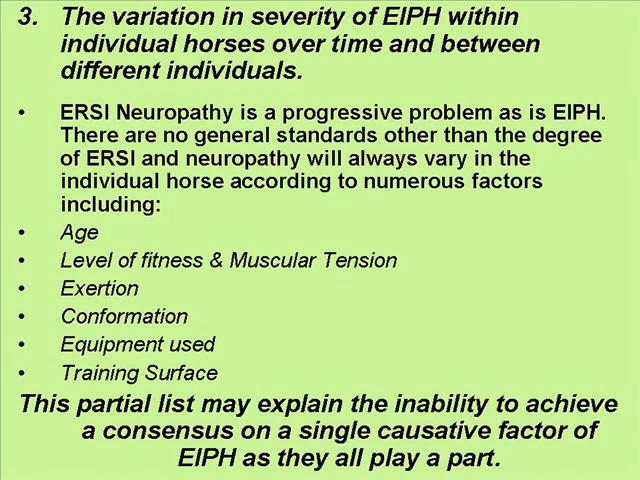 3. The variation in severity of EIPH within
individual horses over time and between
different individuals.
• ERSI Neuropathy is a progressive problem as is EIPH.
There are no general standards other than the degree
of ERSI and neuropathy will always vary in the
individual horse according to numerous factors
including:
• Age
• Level of fitness & Muscular Tension
• Exertion
• Conformation
• Equipment used
• Training Surface
This partial list may explain the inability to achieve
a consensus on a single causative factor of
EIPH as they all play a part.